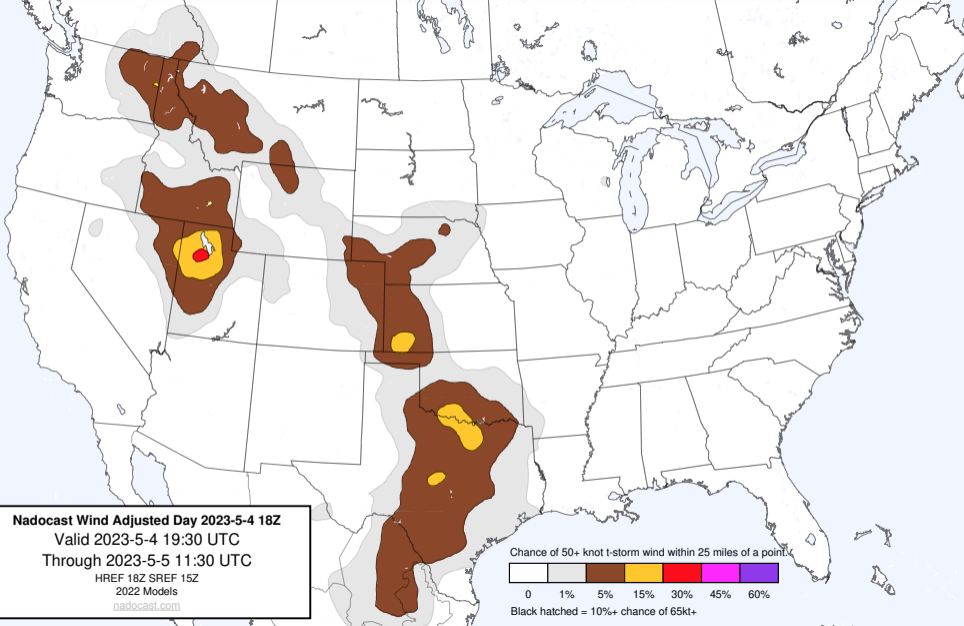 Nadocast Wind Adjusted Day 2023-5-4 18Z
Valid 2023-5-4 19:30 UTC
Through 2023-5-5 11:30 UTC
HREF 18Z SREF 15Z
2022 Models
nadocast.com
Chance of 50+ knot t-storm wind within 25 miles of a point.
0 1% 5% 15% 30% 45% 60%
Black hatched = 10%+ chance of 65kt+